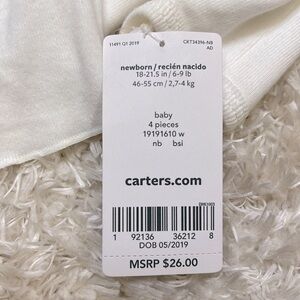 11491 Q1 2019 CKT34396-NB
AD
newborn/recién nacido
18-21.5 in / 6-9 lb
46-55 cm / 2,7-4 kg
baby
4 pieces
19191610 w
nb bsi
carters.com
1 92136 36212 8
DOB 05/2019
MSRP $26.00